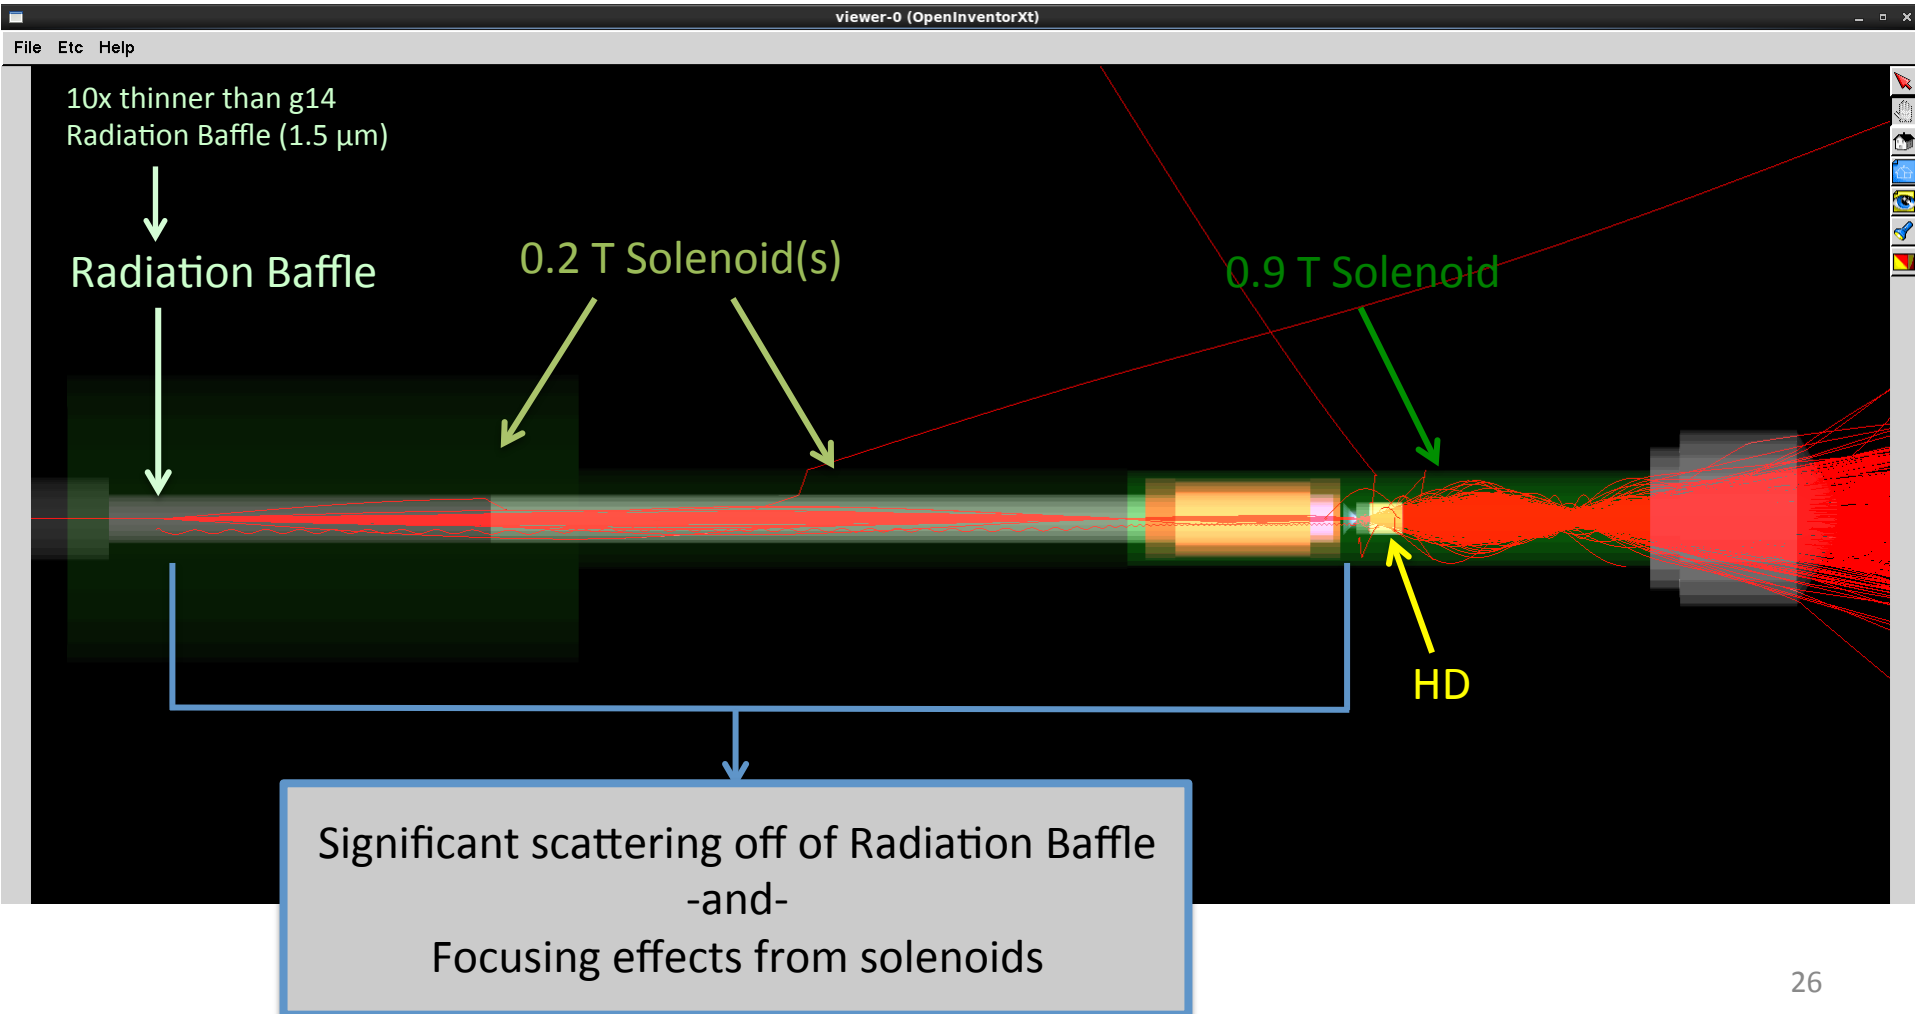 viewer-0 (OpenInventorXt)
File Etc Help
10x thinner than g14
Radiation Baffle (1.5 µm)
Radiation Baffle
0.2 T Solenoid(s)
0.9 T Solenoid
HD
Significant scattering off of Radiation Baffle
-and-
Focusing effects from solenoids
26